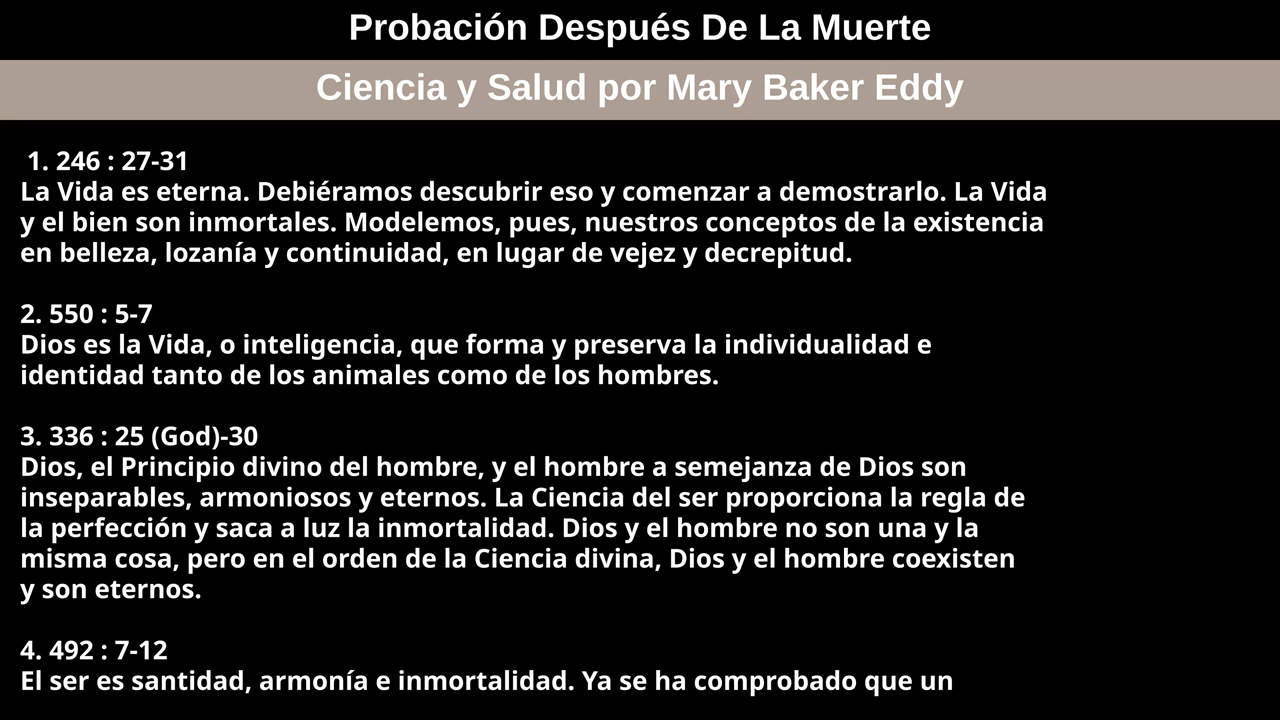 Probación Después De La Muerte
Ciencia y Salud por Mary Baker Eddy
1. 246 : 27-31
La Vida es eterna. Debiéramos descubrir eso y comenzar a demostrarlo. La Vida
y el bien son inmortales. Modelemos, pues, nuestros conceptos de la existencia
en belleza, lozanía y continuidad, en lugar de vejez y decrepitud.
2. 550 : 5-7
Dios es la Vida, o inteligencia, que forma y preserva la individualidad e
identidad tanto de los animales como de los hombres.
3. 336 : 25 (God)-30
Dios, el Principio divino del hombre, y el hombre a semejanza de Dios son
inseparables, armoniosos y eternos. La Ciencia del ser proporciona la regla de
la perfección y saca a luz la inmortalidad. Dios y el hombre no son una y la
misma cosa, pero en el orden de la Ciencia divina, Dios y el hombre coexisten
y son eternos.
4. 492 : 7-12
El ser es santidad, armonía e inmortalidad. Ya se ha comprobado que un